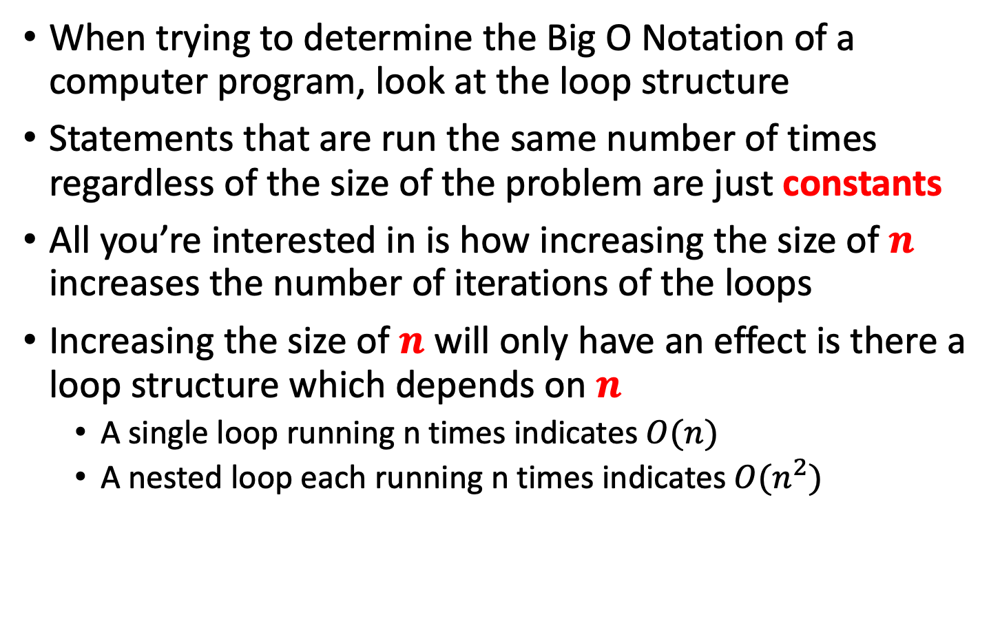 • When trying to determine the Big O Notation of a
computer program, look at the loop structure
• Statements that are run the same number of times
regardless of the size of the problem are just constants
• All you’re interested in is how increasing the size of n
increases the number of iterations of the loops
• Increasing the size of n will only have an effect is there a
loop structure which depends on n
• A single loop running n times indicates O(n)
• A nested loop each running n times indicates O(n²)